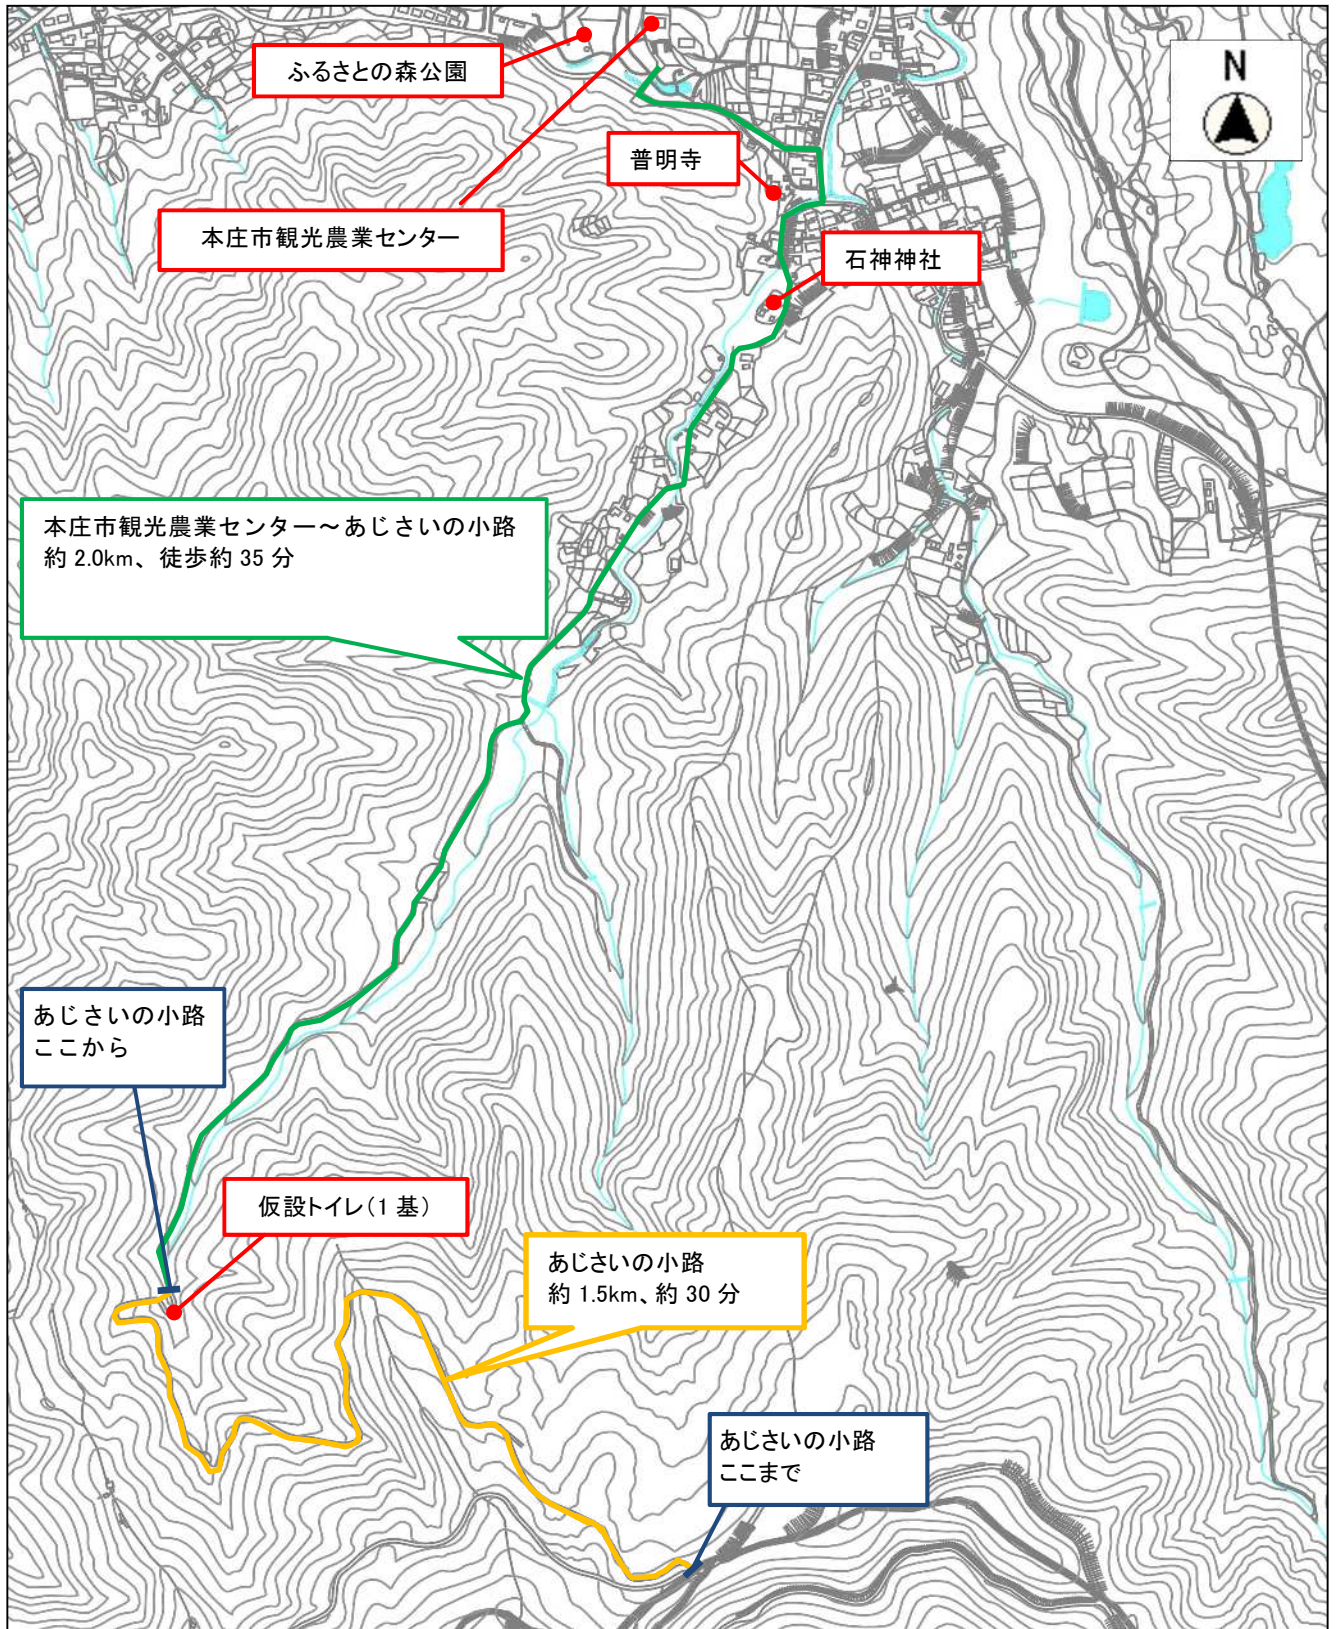 ふるさとの森公園
N
普明寺
本庄市観光農業センター
石神神社
本庄市観光農業センター～あじさいの小路
約 2.0km、徒歩約 35 分
あじさいの小路
ここから
仮設トイレ（1 基）
あじさいの小路
約 1.5km、約 30 分
あじさいの小路
ここまで